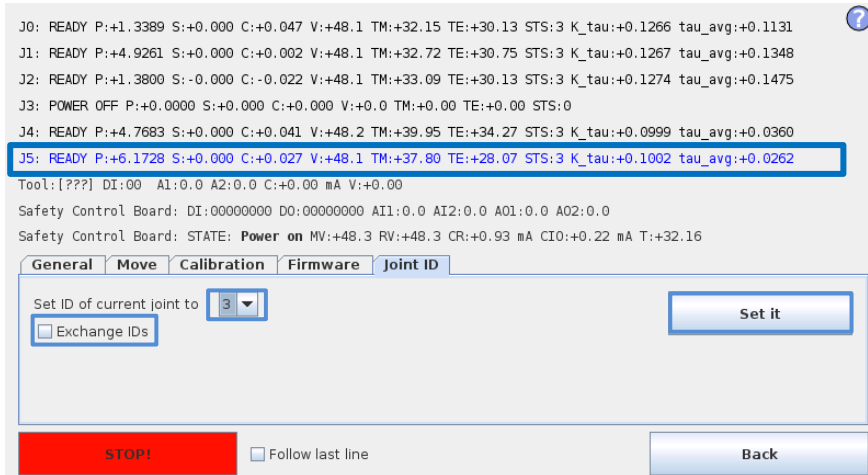 J0: READY P:+1.3389 S:+0.000 C:+0.047 V:+48.1 TM:+32.15 TE:+30.13 STS:3 K_tau:+0.1266 tau_avg:+0.1131
?
J1: READY P:+4.9261 S:+0.000 C:+0.002 V:+48.1 TM:+32.72 TE:+30.75 STS:3 K_tau:+0.1267 tau_avg:+0.1348
J2: READY P:+1.3800 S:-0.000 C:-0.022 V:+48.1 TM:+33.09 TE:+30.13 STS:3 K_tau:+0.1274 tau_avg:+0.1475
J3: POWER OFF P:+0.0000 S:+0.000 C:+0.000 V:+0.0 TM:+0.00 TE:+0.00 STS:0
J4: READY P:+4.7683 S:+0.000 C:+0.041 V:+48.2 TM:+39.95 TE:+34.27 STS:3 K_tau:+0.0999 tau_avg:+0.0360
J5: READY P:+6.1728 S:+0.000 C:+0.027 V:+48.1 TM:+37.80 TE:+28.07 STS:3 K_tau:+0.1002 tau_avg:+0.0262
Tool:[???] DI:00 A1:0.0 A2:0.0 C:+0.00 mA V:+0.00
Safety Control Board: DI:00000000 DO:00000000 AI1:0.0 AI2:0.0 AO1:0.0 AO2:0.0
Safety Control Board: STATE: Power on MV:+48.3 RV:+48.3 CR:+0.93 mA CIO:+0.22 mA T:+32.16
General Move Calibration Firmware Joint ID
Set ID of current joint to 3
Set it
Exchange IDs
STOP!
Follow last line
Back